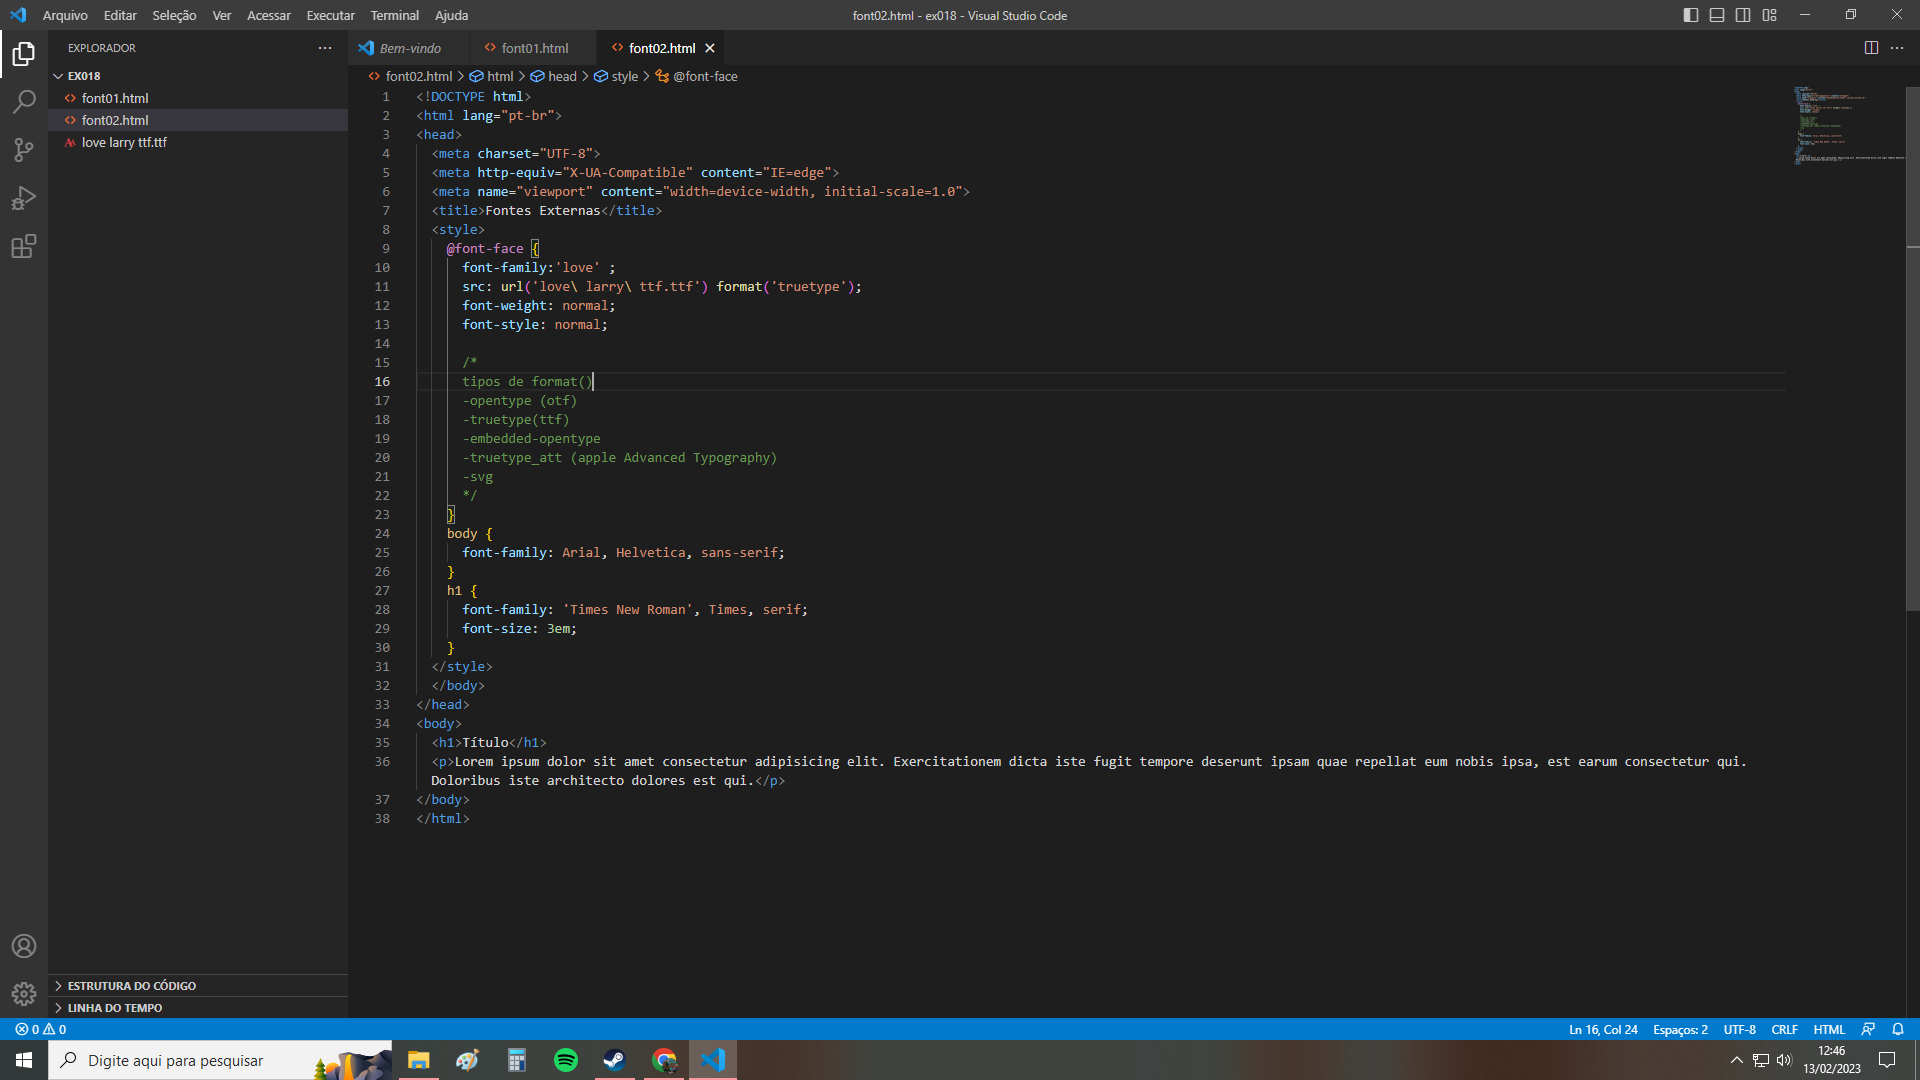 Arquivo Editar Seleção Ver Acessar Executar Terminal Ajuda
font02.html - ex018 - Visual Studio Code
EXPLORADOR
Bem-vindo
font01.html
font02.html
EX018
font01.html
font02.html
love larry ttf.ttf
font02.html > html > head > style > @font-face
1 <!DOCTYPE html>
2 <html lang="pt-br">
3 <head>
4 <meta charset="UTF-8">
5 <meta http-equiv="X-UA-Compatible" content="IE=edge">
6 <meta name="viewport" content="width=device-width, initial-scale=1.0">
7 <title>Fontes Externas</title>
8 <style>
9 @font-face {
10 font-family:'love' ;
11 src: url('love\ larry\ ttf.ttf') format('truetype');
12 font-weight: normal;
13 font-style: normal;
14
15 /*
16 tipos de format()
17 -opentype (otf)
18 -truetype(ttf)
19 -embedded-opentype
20 -truetype_att (apple Advanced Typography)
21 -svg
22 */
23 }
24 body {
25 font-family: Arial, Helvetica, sans-serif;
26 }
27 h1 {
28 font-family: 'Times New Roman', Times, serif;
29 font-size: 3em;
30 }
31 </style>
32 </body>
33 </head>
34 <body>
35 <h1>Título</h1>
36 <p>Lorem ipsum dolor sit amet consectetur adipisicing elit. Exercitationem dicta iste fugit tempore deserunt ipsam quae repellat eum nobis ipsa, est earum consectetur qui.
Doloribus iste architecto dolores est qui.</p>
37 </body>
38 </html>
ESTRUTURA DO CÓDIGO
LINHA DO TEMPO
0 0
Ln 16, Col 24 Espaços: 2 UTF-8 CRLF HTML
Digite aqui para pesquisar
12:46
13/02/2023